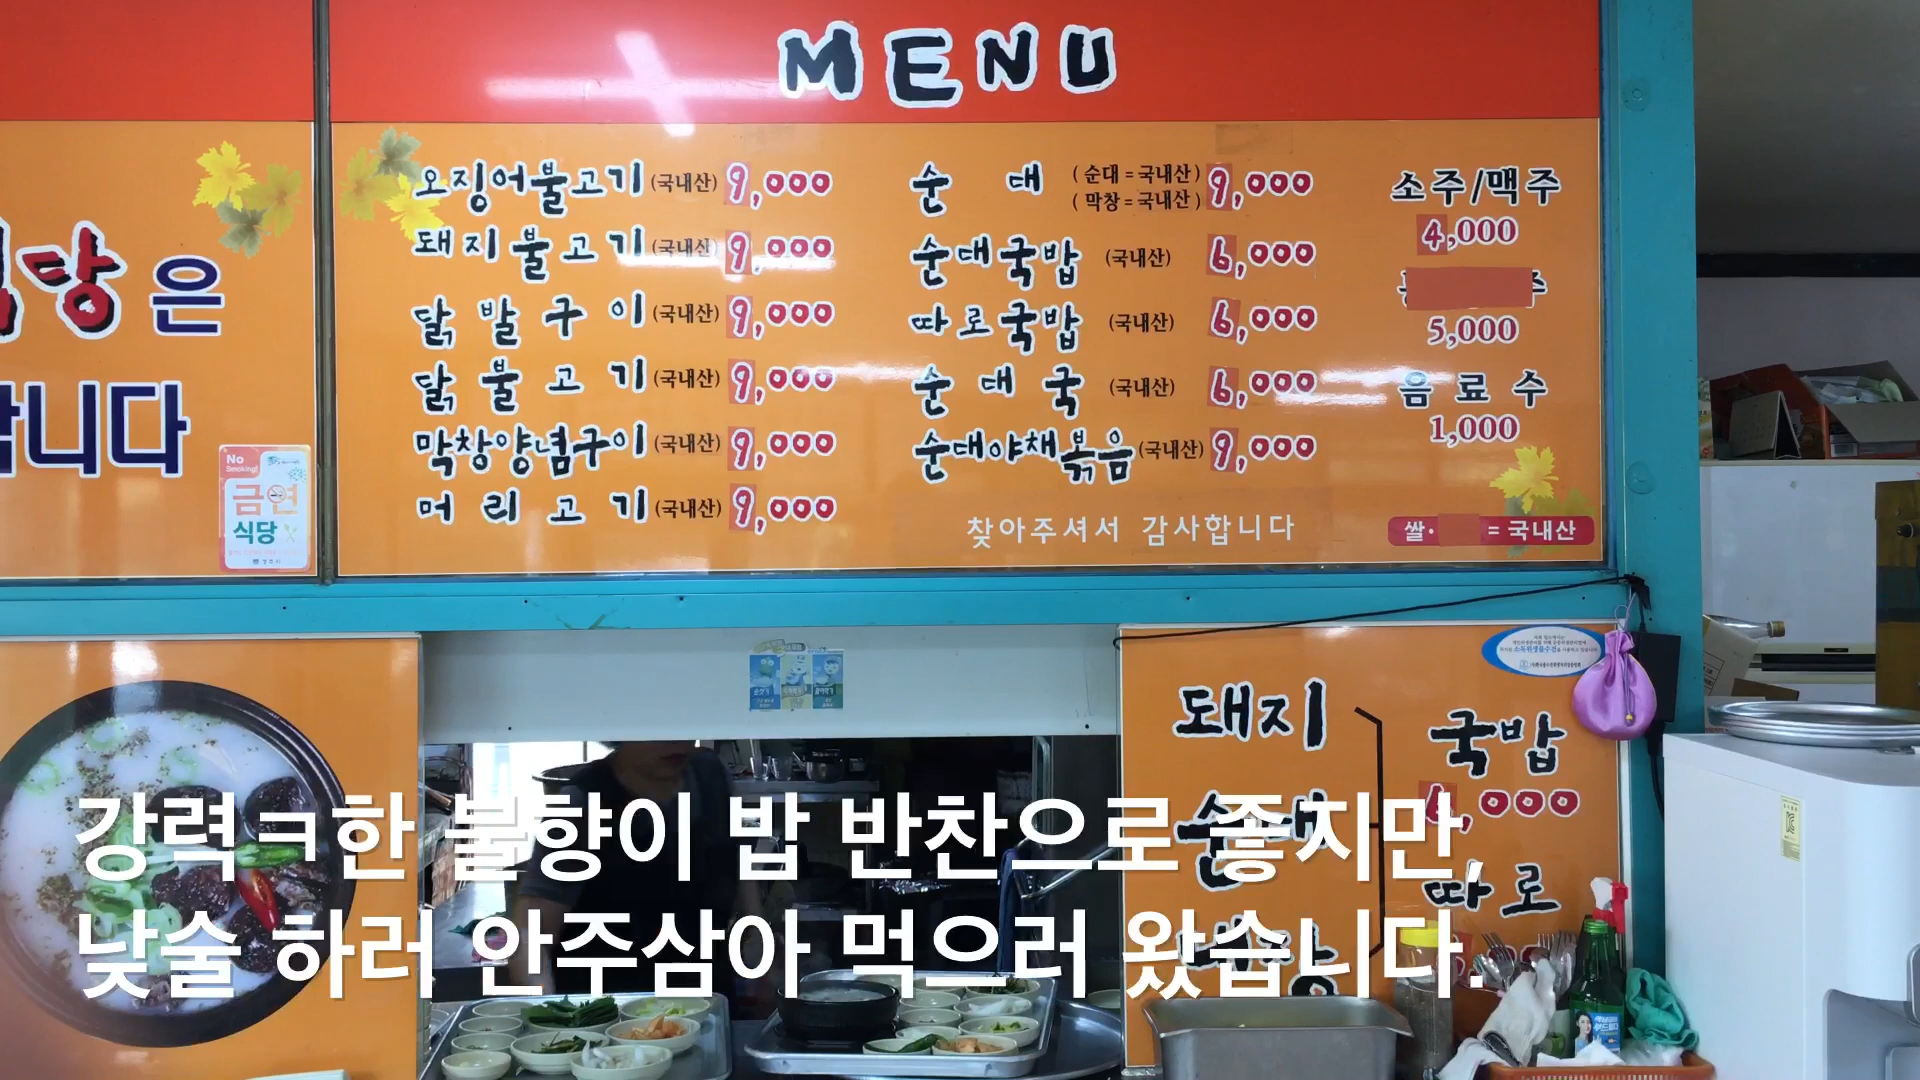 MENU
오징어불고기 (국내산) 9,000
돼지불고기 (국내산) 9,000
닭발구이 (국내산) 9,000
닭불고기 (국내산) 9,000
막창양념구이 (국내산) 9,000
머리고기 (국내산) 9,000
순대 (순대=국내산) 9,000
(막창=국내산)
순대국밥 (국내산) 6,000
따로국밥 (국내산) 6,000
순대국 (국내산) 6,000
순대야채볶음 (국내산) 9,000
찾아주셔서 감사합니다
소주/맥주
4,000
5,000
음료수
1,000
쌀· = 국내산
당은
니다
No
Smoking!
금연
식당
돼지
국밥
6,000
따로
강력ㅋ한 불향이 밥 반찬으로 좋지만,
낮술 하러 안주삼아 먹으러 왔습니다.